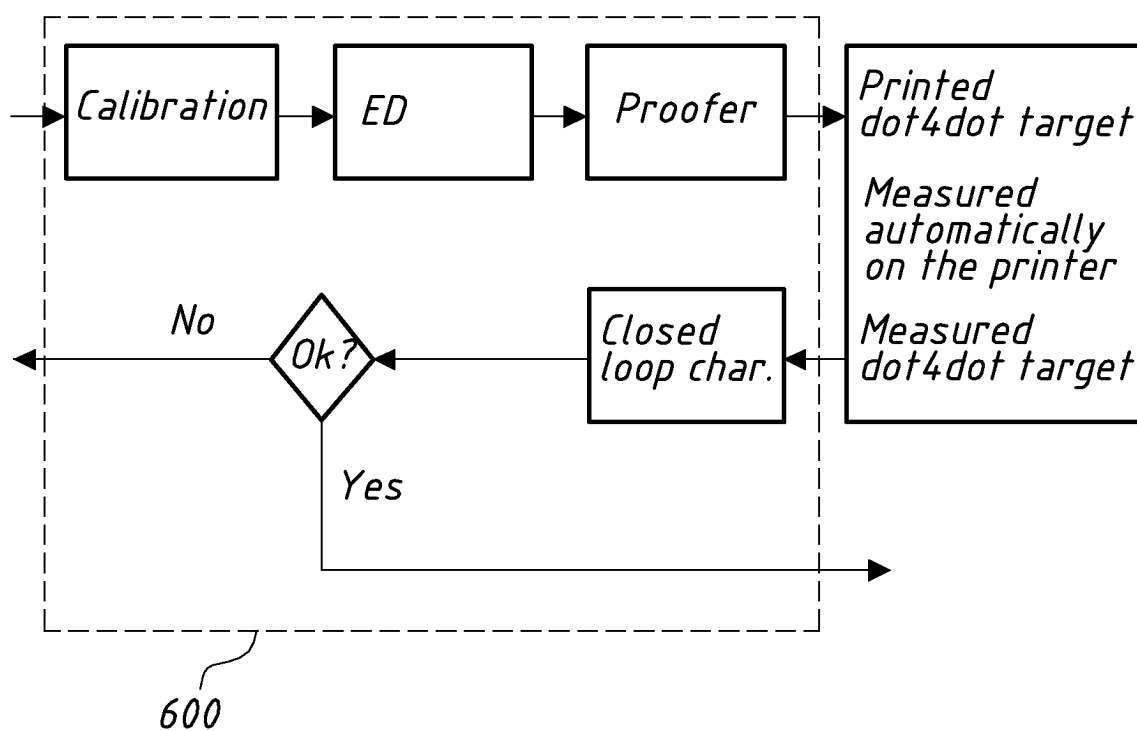 Calibration
ED
Proofer
Printed
dot4dot target
Measured
automatically
on the printer
Measured
dot4dot target
Closed
loop char.
Ok?
No
Yes
600